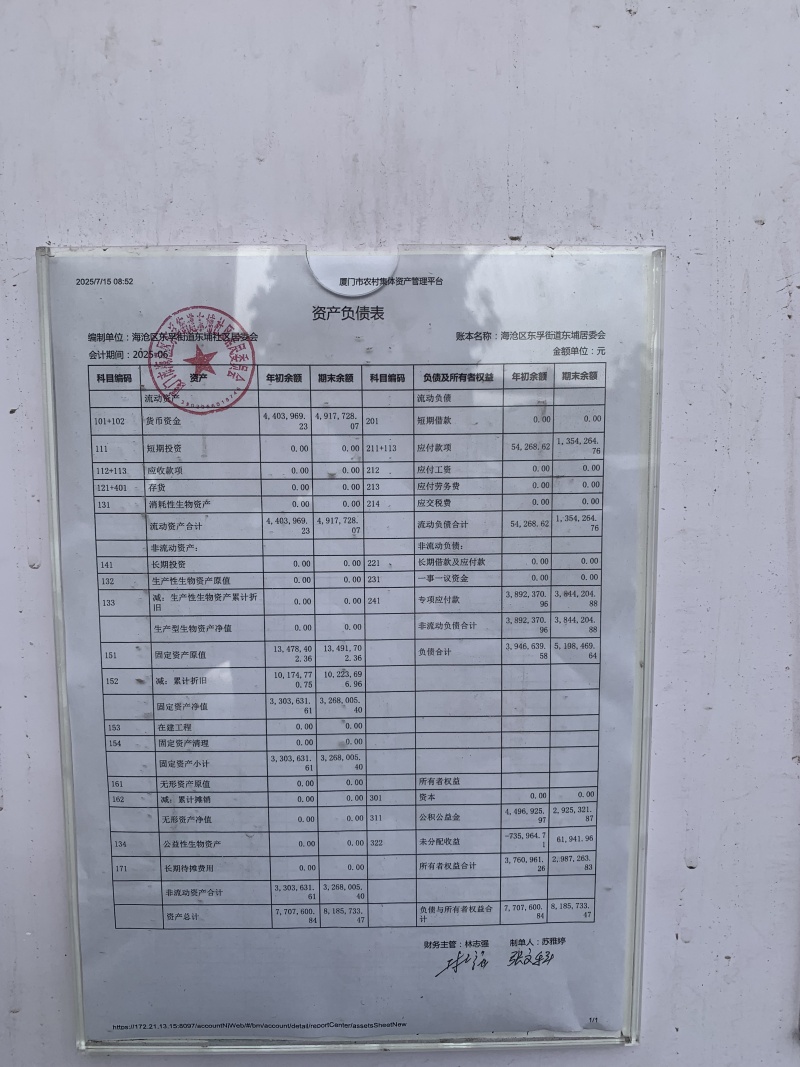 2025/7/15 08:52 厦门市农村集体资产管理平台
资产负债表
编制单位：海沧区东孚街道东埔社区居委会 账本名称：海沧区东孚街道东埔居委会
会计期间：2025-06 金额单位：元
科目编码 资产 年初余额 期末余额 科目编码 负债及所有者权益 年初余额 期末余额
流动资产 流动负债
101+102 货币资金 4,403,969.23 4,917,728.07 201 短期借款 0.00 0.00
111 短期投资 0.00 0.00 211+113 应付款项 54,268.62 1,354,264.76
112+113 应收款项 0.00 0.00 212 应付工资 0.00 0.00
121+401 存货 0.00 0.00 213 应付劳务费 0.00 0.00
131 消耗性生物资产 0.00 0.00 214 应交税费 0.00 0.00
流动资产合计 4,403,969.23 4,917,728.07 流动负债合计 54,268.62 1,354,264.76
非流动资产： 非流动负债：
141 长期投资 0.00 0.00 221 长期借款及应付款 0.00 0.00
132 生产性生物资产原值 0.00 0.00 231 一事一议资金 0.00 0.00
133 减：生产性生物资产累计折旧 0.00 0.00 241 专项应付款 3,892,370.96 3,844,204.88
生产型生物资产净值 0.00 0.00 非流动负债合计 3,892,370.96 3,844,204.88
151 固定资产原值 13,478,402.36 13,491,702.36 负债合计 3,946,639.58 5,198,469.64
152 减：累计折旧 10,174,770.75 10,223,696.96
固定资产净值 3,303,631.61 3,268,005.40
153 在建工程 0.00 0.00
154 固定资产清理 0.00 0.00
固定资产小计 3,303,631.61 3,268,005.40
161 无形资产原值 0.00 0.00 所有者权益
162 减：累计摊销 0.00 0.00 301 资本 0.00 0.00
无形资产净值 0.00 0.00 311 公积公益金 4,496,925.97 2,925,321.87
134 公益性生物资产 0.00 0.00 322 未分配收益 -735,964.71 61,941.96
171 长期待摊费用 0.00 0.00 所有者权益合计 3,760,961.26 2,987,263.83
非流动资产合计 3,303,631.61 3,268,005.40
资产总计 7,707,600.84 8,185,733.47 负债与所有者权益合计 7,707,600.84 8,185,733.47
财务主管：林志强 制单人：苏雅婷
https://172.21.13.15:8097/accountNjWeb/#/bm/account/detail/reportCenter/assetsSheetNew 1/1